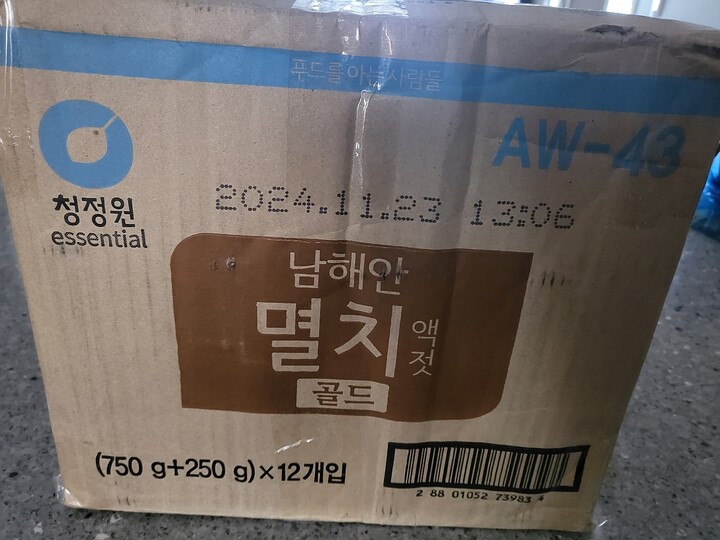 푸드를 아는 사람들
AW-43
청정원
essential
2024.11.23 13:06
남해안
멸치
액젓
골드
(750 g+250 g)×12개입
2 88 01052 73983 4